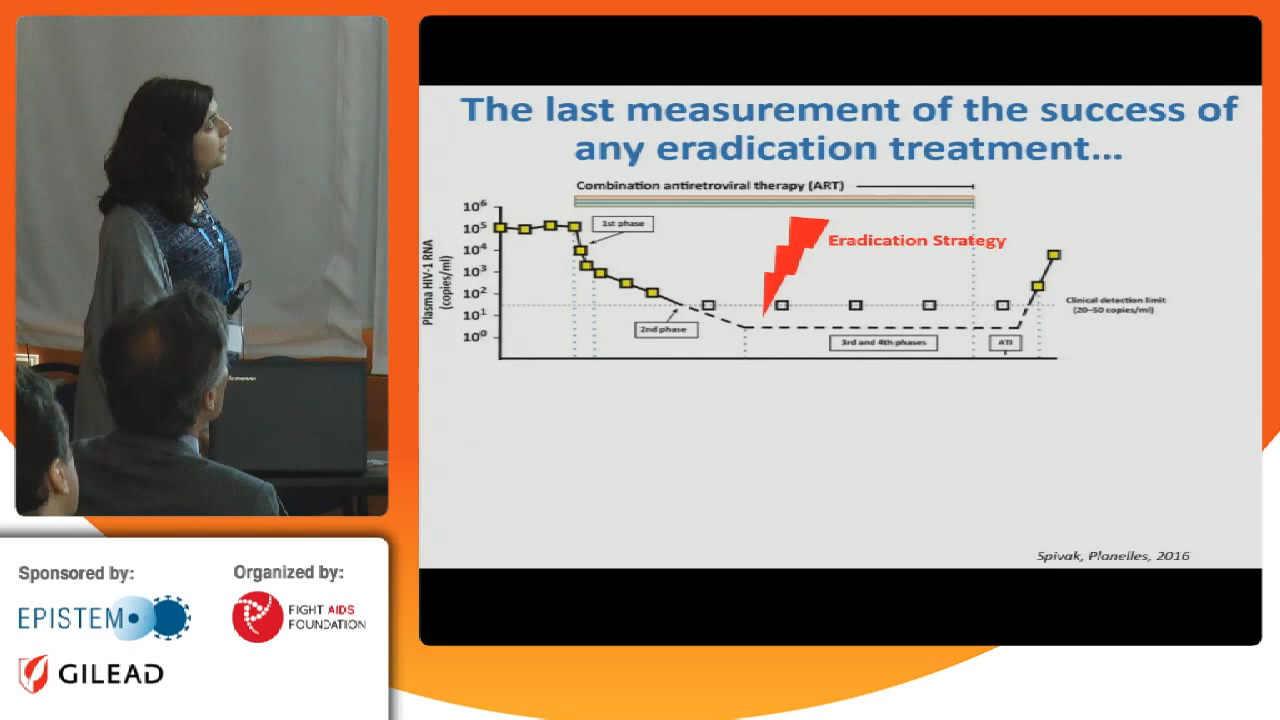 The last measurement of the success of
any eradication treatment...
Combination antiretroviral therapy (ART)
10⁶
10⁵
10⁴
10³
10²
10¹
10⁰
Plasma HIV-1 RNA
(copies/ml)
1st phase
Eradication Strategy
2nd phase
3rd and 4th phases
ATI
Clinical detection limit
(20–50 copies/ml)
Spivak, Planelles, 2016
lenovo
Sponsored by:
EPISTEM
GILEAD
Organized by:
FIGHT AIDS
FOUNDATION